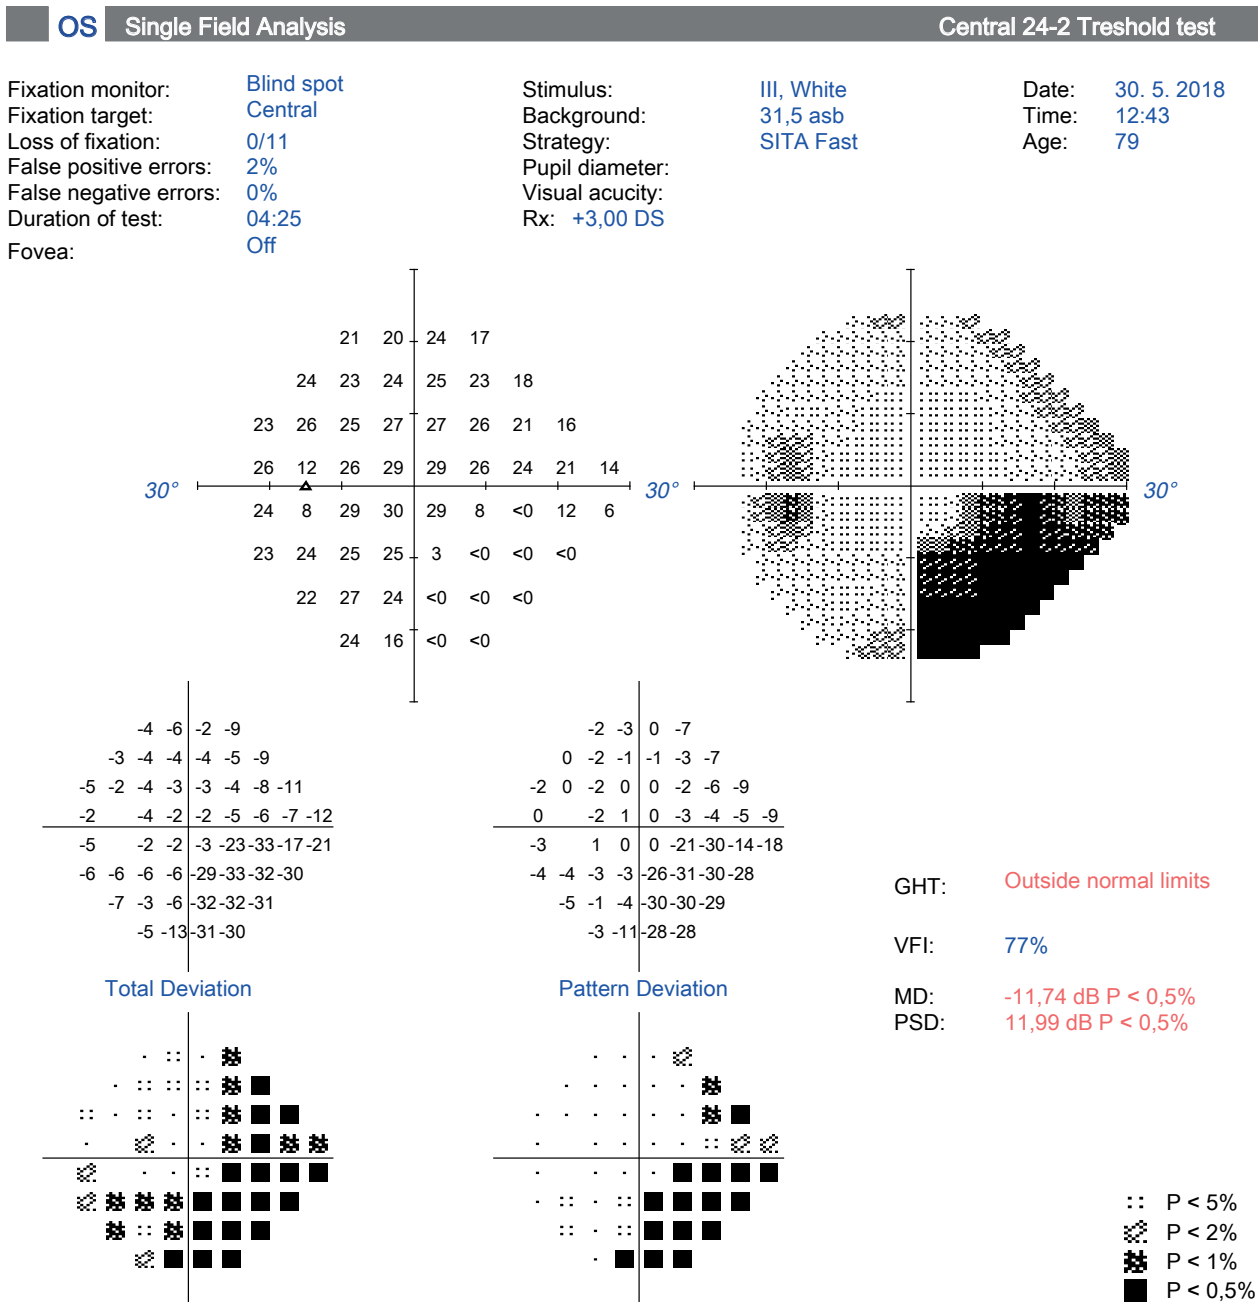 OS Single Field Analysis Central 24-2 Treshold test
Fixation monitor: Blind spot Stimulus: III, White Date: 30. 5. 2018
Fixation target: Central Background: 31,5 asb Time: 12:43
Loss of fixation: 0/11 Strategy: SITA Fast Age: 79
False positive errors: 2% Pupil diameter:
False negative errors: 0% Visual acucity:
Duration of test: 04:25 Rx: +3,00 DS
Fovea: Off
21 20 24 17
24 23 24 25 23 18
23 26 25 27 27 26 21 16
26 12 26 29 29 26 24 21 14
30° 30° 30°
24 8 29 30 29 8 <0 12 6
23 24 25 25 3 <0 <0 <0
22 27 24 <0 <0 <0
24 16 <0 <0
-4 -6 -2 -9 -2 -3 0 -7
-3 -4 -4 -4 -5 -9 0 -2 -1 -1 -3 -7
-5 -2 -4 -3 -3 -4 -8 -11 -2 0 -2 0 0 -2 -6 -9
-2 -4 -2 -2 -5 -6 -7 -12 0 -2 1 0 -3 -4 -5 -9
-5 -2 -2 -3 -23 -33 -17 -21 -3 1 0 0 -21 -30 -14 -18
-6 -6 -6 -6 -29 -33 -32 -30 -4 -4 -3 -3 -26 -31 -30 -28
-7 -3 -6 -32 -32 -31 -5 -1 -4 -30 -30 -29
-5 -13 -31 -30 -3 -11 -28 -28
GHT: Outside normal limits
VFI: 77%
Total Deviation Pattern Deviation
MD: -11,74 dB P < 0,5%
PSD: 11,99 dB P < 0,5%
P < 5%
P < 2%
P < 1%
P < 0,5%